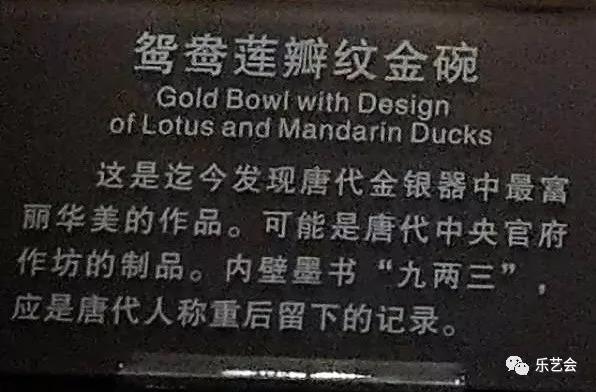 鸳鸯莲瓣纹金碗
Gold Bowl with Design
of Lotus and Mandarin Ducks
这是迄今发现唐代金银器中最富
丽华美的作品。可能是唐代中央官府
作坊的制品。内壁墨书“九两三”，
应是唐代人称重后留下的记录。
乐艺会